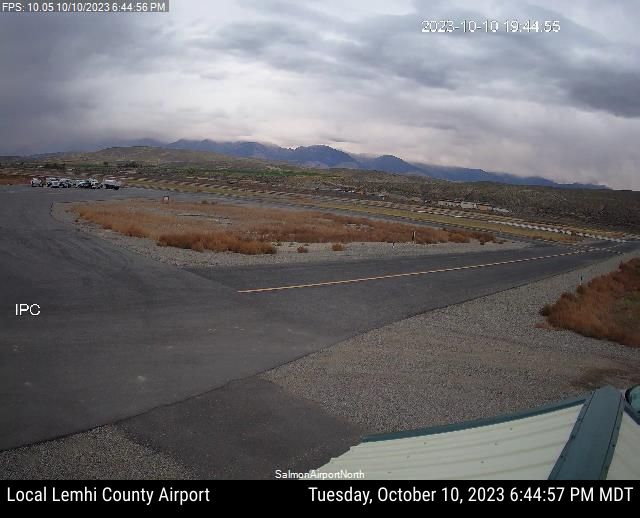 FPS: 10.05 10/10/2023 6:44:56 PM
2023-10-10 19:44:55
IPC
SalmonAirportNorth
Local Lemhi County Airport
Tuesday, October 10, 2023 6:44:57 PM MDT